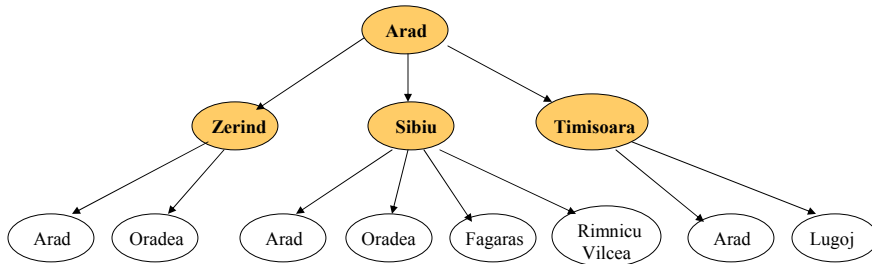 Arad
Zerind
Sibiu
Timisoara
Arad
Oradea
Arad
Oradea
Fagaras
Rimnicu
Vilcea
Arad
Lugoj